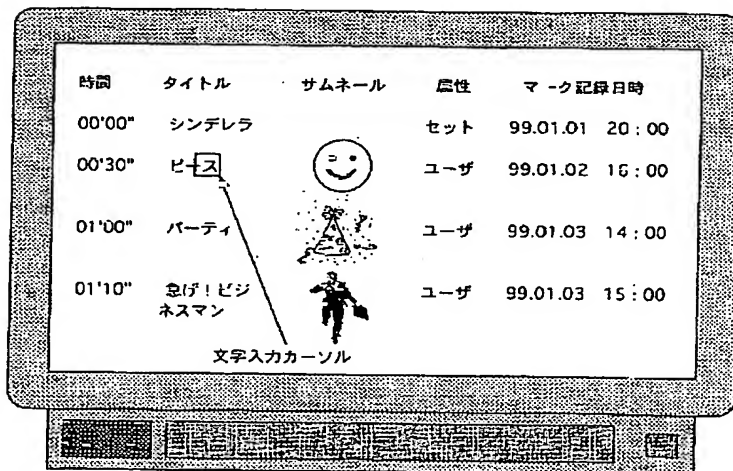 時間 タイトル サムネール 属性 マーク記録日時
00'00" シンデレラ セット 99.01.01 20:00
00'30" ピース ユーザ 99.01.02 16:00
01'00" パーティ ユーザ 99.01.03 14:00
01'10" 急げ!ビジ ユーザ 99.01.03 15:00
ネスマン
文字入力カーソル